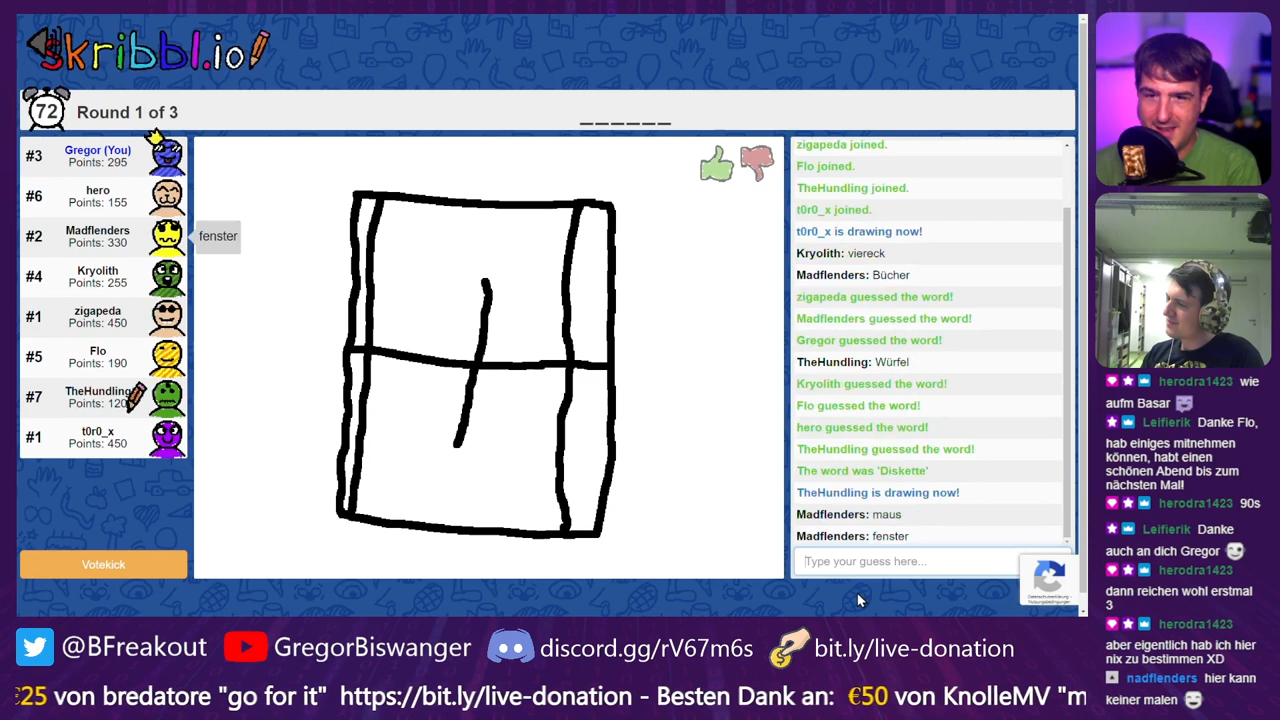 skribbl.io
72
Round 1 of 3
______
#3
Gregor (You)
Points: 295
#6
hero
Points: 155
#2
Madflenders
Points: 330
fenster
#4
Kryolith
Points: 255
#1
zigapeda
Points: 450
#5
Flo
Points: 190
#7
TheHundling
Points: 120
#1
t0r0_x
Points: 450
Votekick
zigapeda joined.
Flo joined.
TheHundling joined.
t0r0_x joined.
t0r0_x is drawing now!
Kryolith: viereck
Madflenders: Bücher
zigapeda guessed the word!
Madflenders guessed the word!
Gregor guessed the word!
TheHundling: Würfel
Kryolith guessed the word!
Flo guessed the word!
hero guessed the word!
TheHundling guessed the word!
The word was 'Diskette'
TheHundling is drawing now!
Madflenders: maus
Madflenders: fenster
Type your guess here...
herodra1423 wie
aufm Basar
Leifierik Danke Flo,
hab einiges mitnehmen
können, habt einen
schönen Abend bis zum
nächsten Mal!
herodra1423 90s
Leifierik Danke
auch an dich Gregor
herodra1423
dann reichen wohl erstmal
3
herodra1423
aber eigentlich hab ich hier
nix zu bestimmen XD
nadflenders hier kann
keiner malen
@BFreakout
GregorBiswanger
discord.gg/rV67m6s
bit.ly/live-donation
€25 von bredatore "go for it" https://bit.ly/live-donation - Besten Dank an: €50 von KnolleMV "m